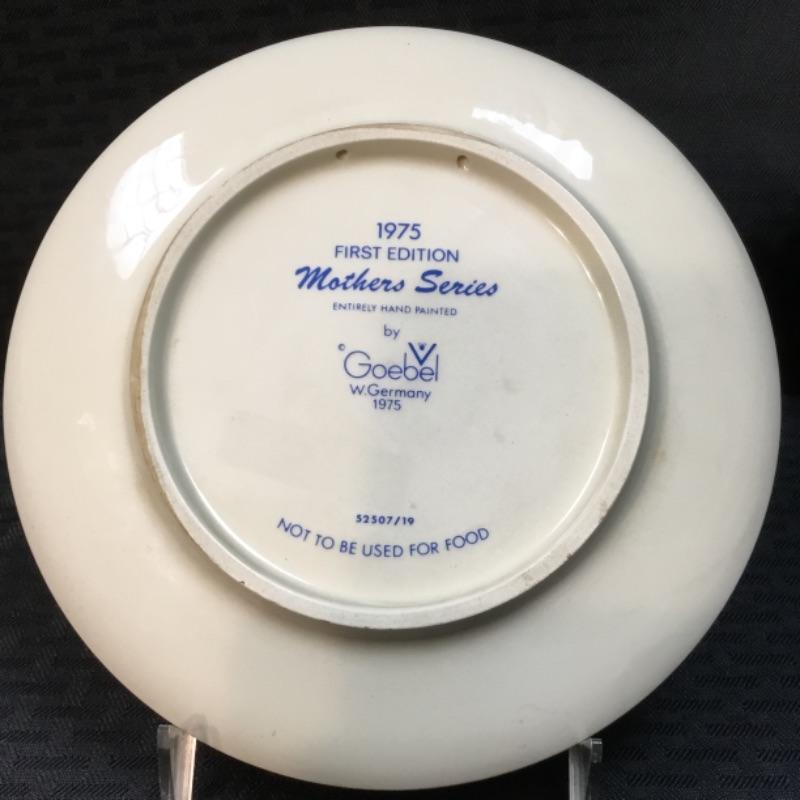 1975
FIRST EDITION
Mothers Series
ENTIRELY HAND PAINTED
by
© Goebel
W.Germany
1975
52507/19
NOT TO BE USED FOR FOOD